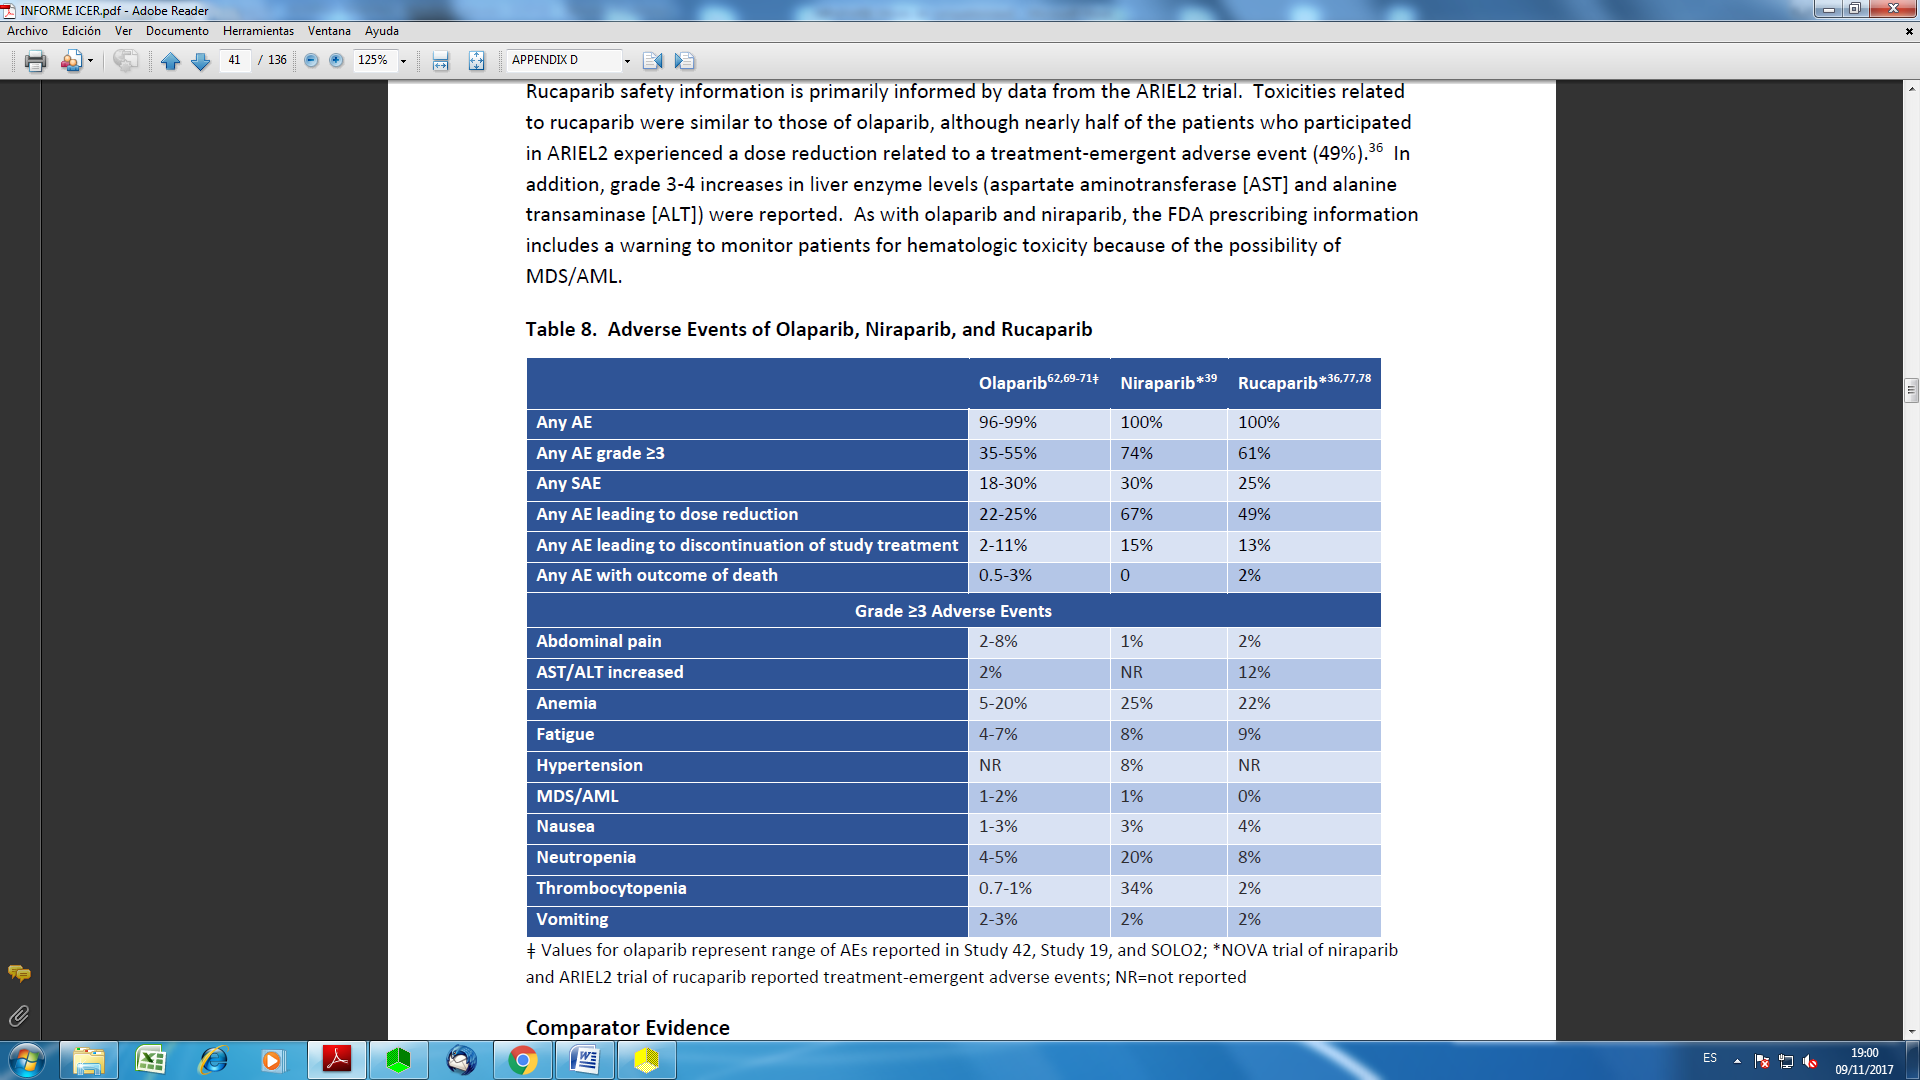 INFORME ICER.pdf - Adobe Reader
Archivo Edición Ver Documento Herramientas Ventana Ayuda
41 / 136 125% APPENDIX D
Rucaparib safety information is primarily informed by data from the ARIEL2 trial. Toxicities related
to rucaparib were similar to those of olaparib, although nearly half of the patients who participated
in ARIEL2 experienced a dose reduction related to a treatment-emergent adverse event (49%).36 In
addition, grade 3-4 increases in liver enzyme levels (aspartate aminotransferase [AST] and alanine
transaminase [ALT]) were reported. As with olaparib and niraparib, the FDA prescribing information
includes a warning to monitor patients for hematologic toxicity because of the possibility of
MDS/AML.
Table 8. Adverse Events of Olaparib, Niraparib, and Rucaparib
Olaparib62,69-71ǂ Niraparib*39 Rucaparib*36,77,78
Any AE 96-99% 100% 100%
Any AE grade ≥3 35-55% 74% 61%
Any SAE 18-30% 30% 25%
Any AE leading to dose reduction 22-25% 67% 49%
Any AE leading to discontinuation of study treatment 2-11% 15% 13%
Any AE with outcome of death 0.5-3% 0 2%
Grade ≥3 Adverse Events
Abdominal pain 2-8% 1% 2%
AST/ALT increased 2% NR 12%
Anemia 5-20% 25% 22%
Fatigue 4-7% 8% 9%
Hypertension NR 8% NR
MDS/AML 1-2% 1% 0%
Nausea 1-3% 3% 4%
Neutropenia 4-5% 20% 8%
Thrombocytopenia 0.7-1% 34% 2%
Vomiting 2-3% 2% 2%
ǂ Values for olaparib represent range of AEs reported in Study 42, Study 19, and SOLO2; *NOVA trial of niraparib
and ARIEL2 trial of rucaparib reported treatment-emergent adverse events; NR=not reported
Comparator Evidence
ES 19:00
09/11/2017